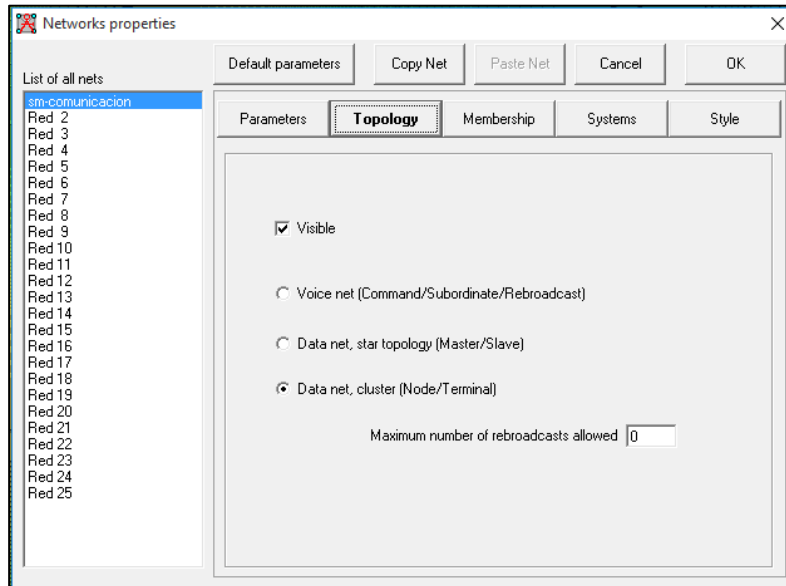 Networks properties
Default parameters
Copy Net
Paste Net
Cancel
OK
List of all nets
sm-comunicacion
Red 2
Red 3
Red 4
Red 5
Red 6
Red 7
Red 8
Red 9
Red 10
Red 11
Red 12
Red 13
Red 14
Red 15
Red 16
Red 17
Red 18
Red 19
Red 20
Red 21
Red 22
Red 23
Red 24
Red 25
Parameters
Topology
Membership
Systems
Style
Visible
Voice net (Command/Subordinate/Rebroadcast)
Data net, star topology (Master/Slave)
Data net, cluster (Node/Terminal)
Maximum number of rebroadcasts allowed 0